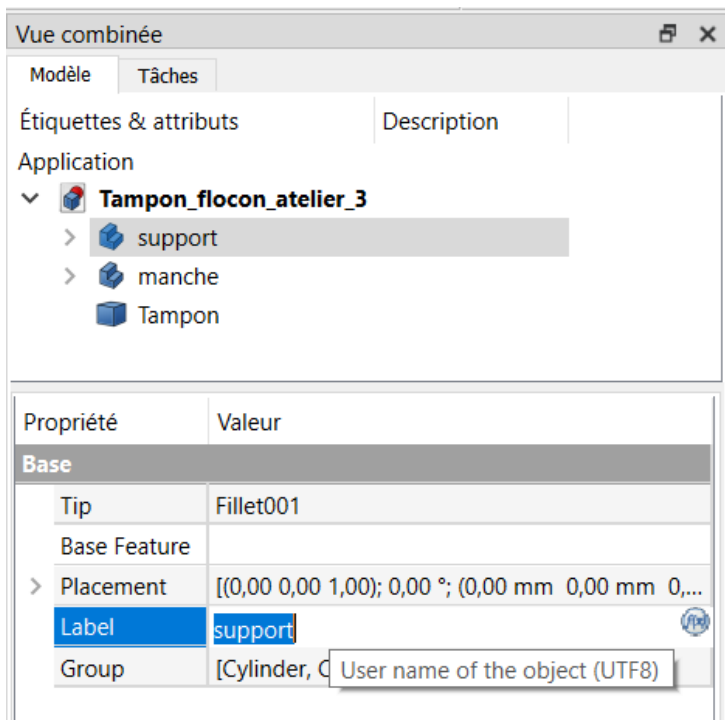 Vue combinée
Modèle Tâches
Étiquettes & attributs Description
Application
Tampon_flocon_atelier_3
support
manche
Tampon
Propriété Valeur
Base
Tip Fillet001
Base Feature
Placement [(0,00 0,00 1,00); 0,00 °; (0,00 mm 0,00 mm 0,...
Label support
Group [Cylinder, C
User name of the object (UTF8)